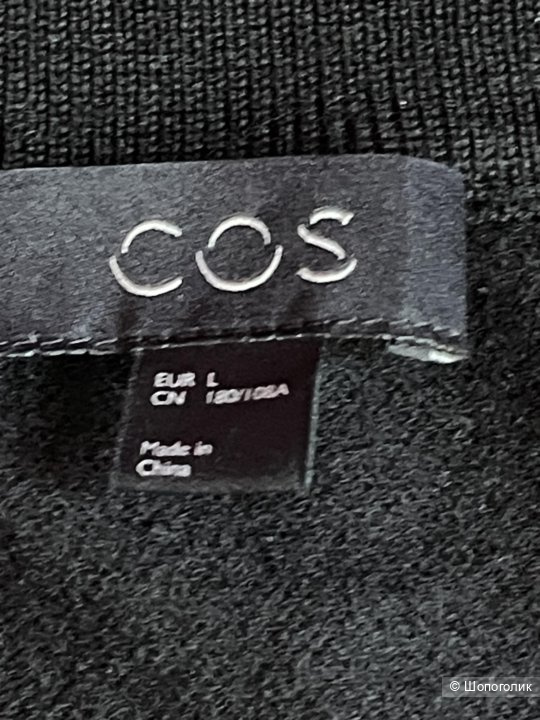 COS
EUR L
CN 180/108A
Made in
China
© Шопоголик